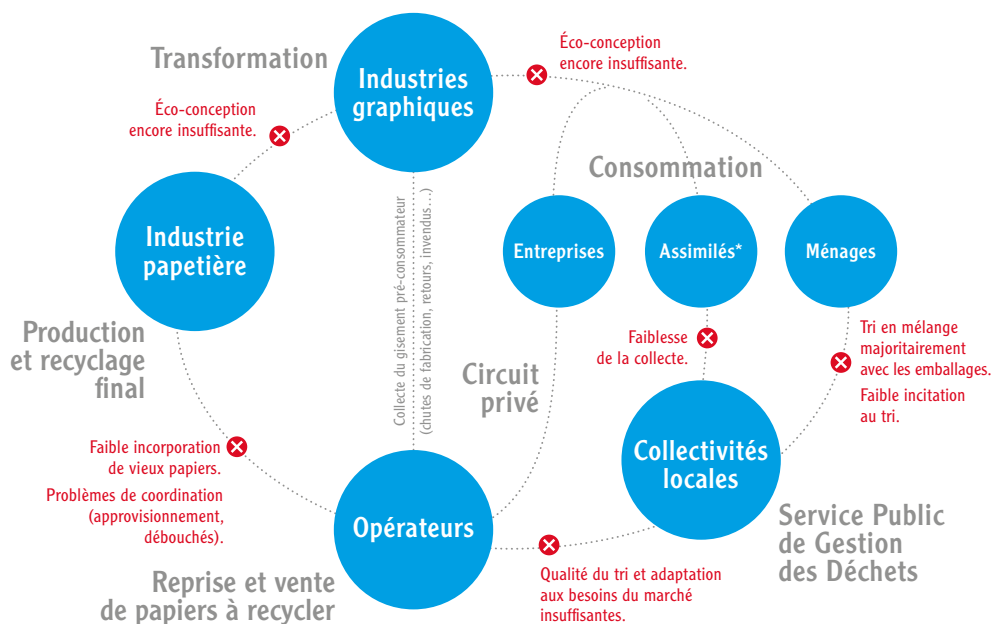 Transformation
Industries
graphiques
Éco-conception
encore insuffisante.
Éco-conception
encore insuffisante.
Consommation
Industrie
papetière
Collecte du gisement pré-consommateur
(chutes de fabrication, retours, invendus…)
Entreprises
Assimilés*
Ménages
Production
et recyclage
final
Circuit
privé
Faiblesse
de la collecte.
Tri en mélange
majoritairement
avec les emballages.
Faible incitation
au tri.
Faible incorporation
de vieux papiers.
Problèmes de coordination
(approvisionnement,
débouchés).
Collectivités
locales
Opérateurs
Service Public
de Gestion
des Déchets
Reprise et vente
de papiers à recycler
Qualité du tri et adaptation
aux besoins du marché
insuffisantes.